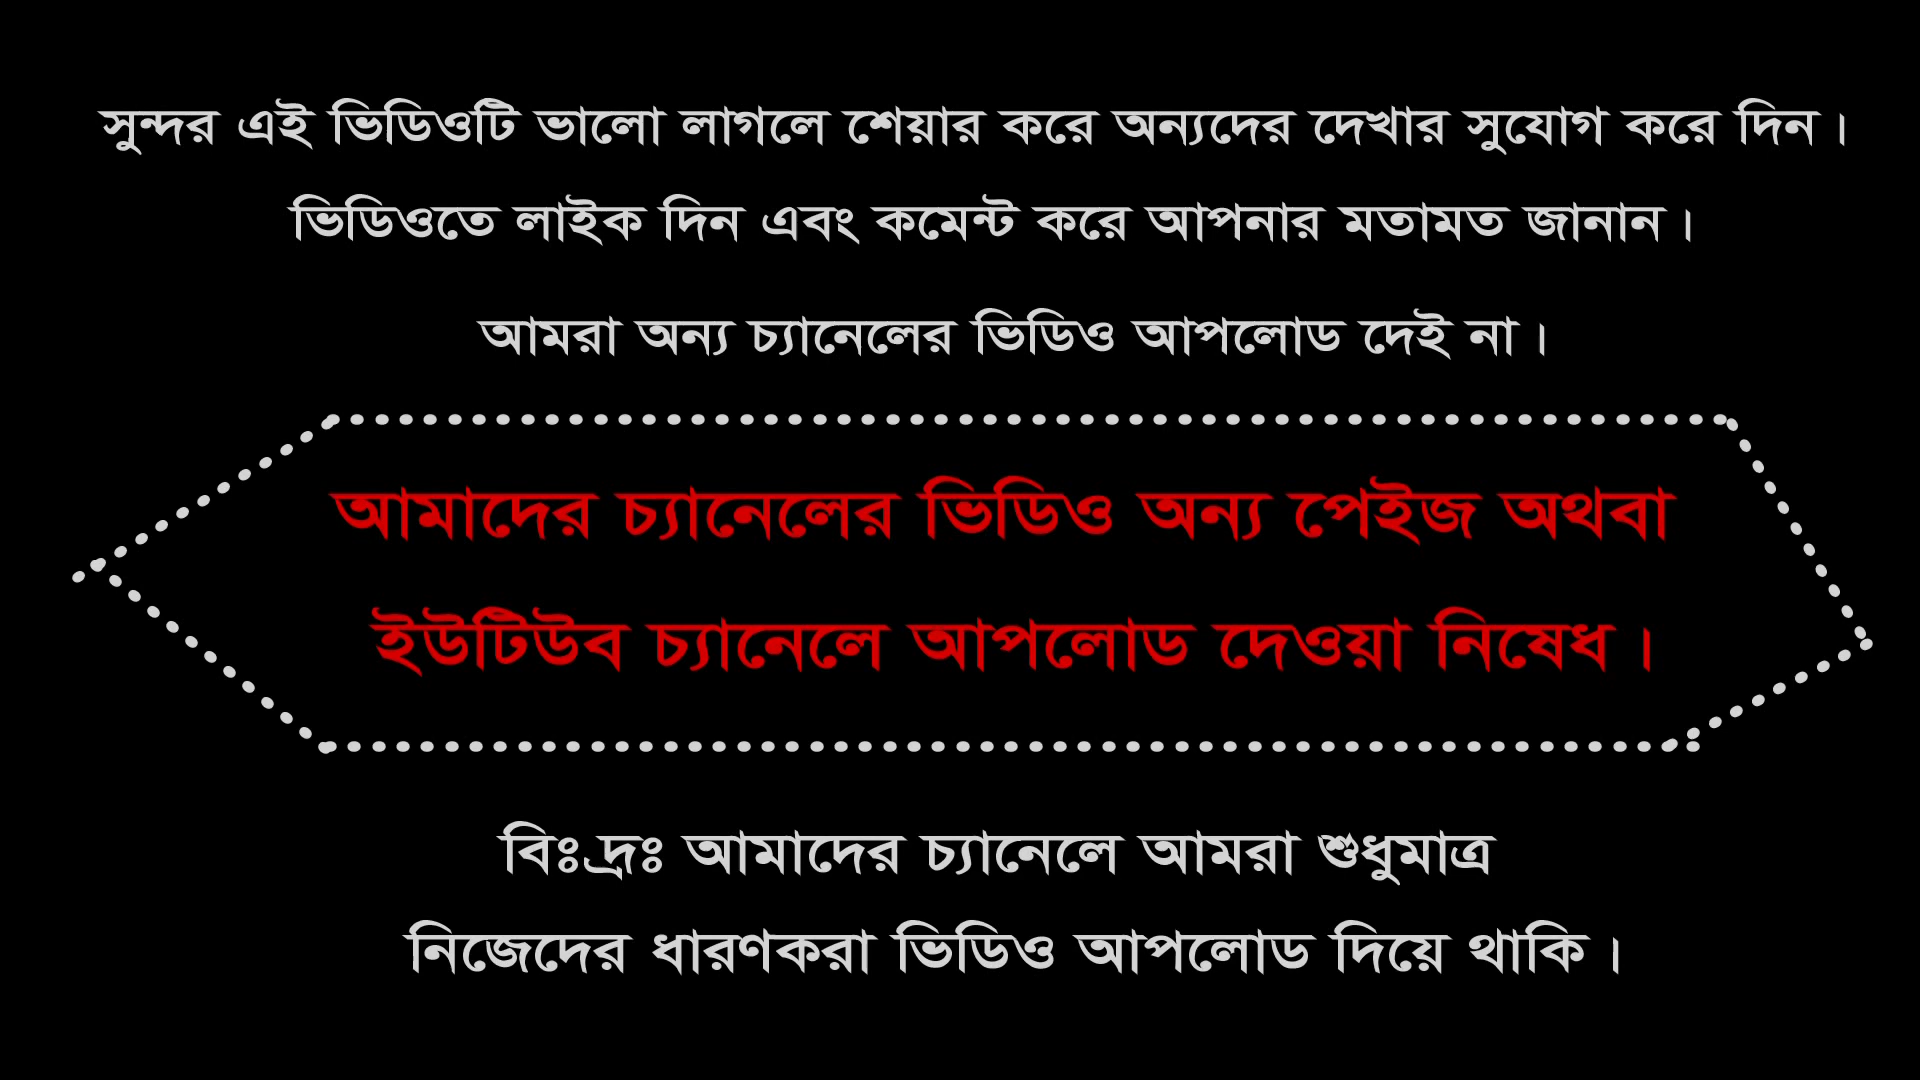 সুন্দর এই ভিডিওটি ভালো লাগলে শেয়ার করে অন্যদের দেখার সুযোগ করে দিন।
ভিডিওতে লাইক দিন এবং কমেন্ট করে আপনার মতামত জানান।
আমরা অন্য চ্যানেলের ভিডিও আপলোড দেই না।
আমাদের চ্যানেলের ভিডিও অন্য পেইজ অথবা
ইউটিউব চ্যানেলে আপলোড দেওয়া নিষেধ।
বিঃদ্রঃ আমাদের চ্যানেলে আমরা শুধুমাত্র
নিজেদের ধারণকরা ভিডিও আপলোড দিয়ে থাকি।